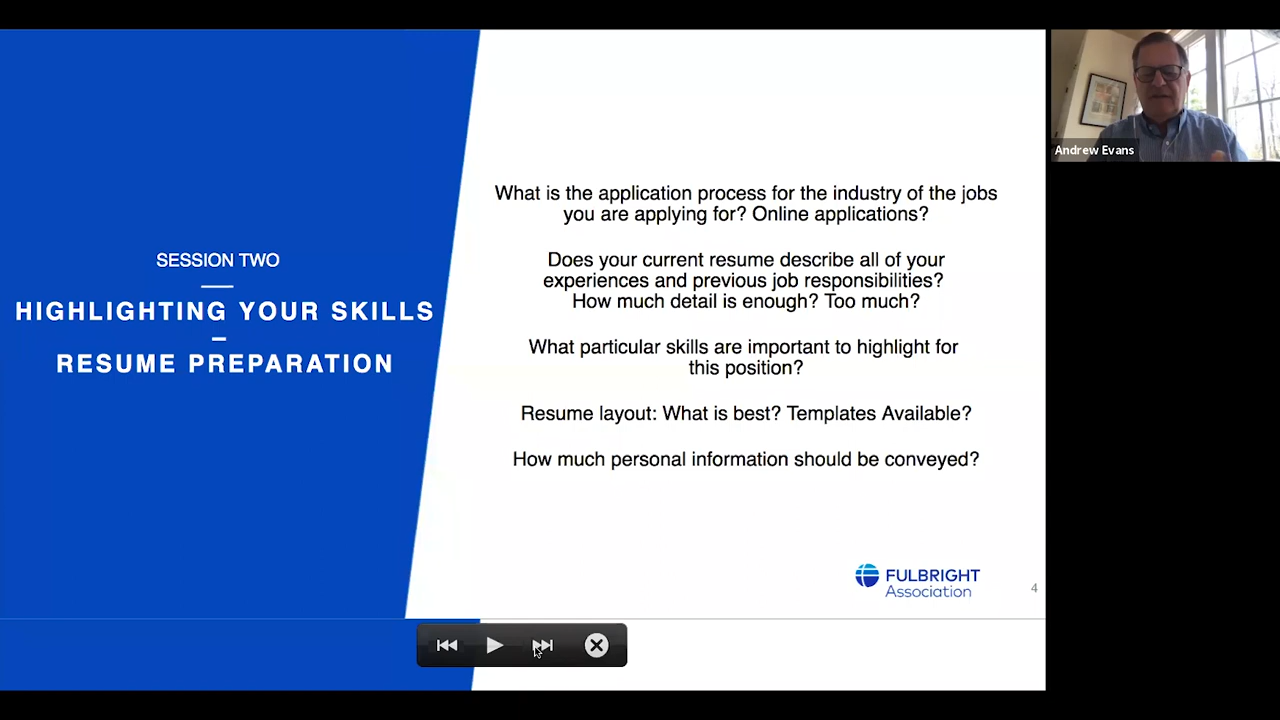 SESSION TWO
HIGHLIGHTING YOUR SKILLS
–
RESUME PREPARATION
What is the application process for the industry of the jobs
you are applying for? Online applications?
Does your current resume describe all of your
experiences and previous job responsibilities?
How much detail is enough? Too much?
What particular skills are important to highlight for
this position?
Resume layout: What is best? Templates Available?
How much personal information should be conveyed?
FULBRIGHT
Association
4
Andrew Evans